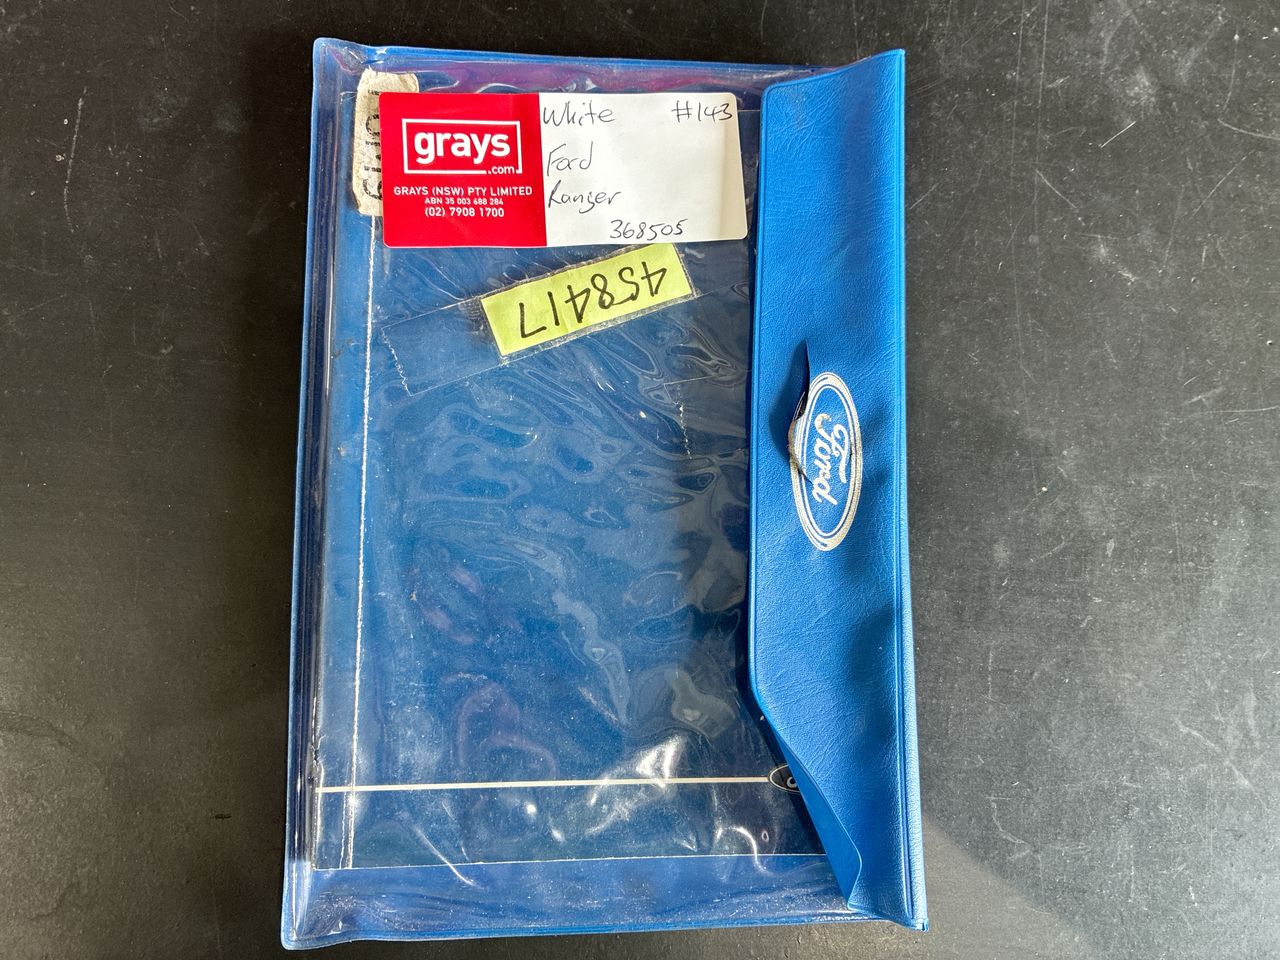 White #143
Ford
Ranger
368505
grays
.com
GRAYS (NSW) PTY LIMITED
ABN 35 003 688 284
(02) 7908 1700
458417
Ford